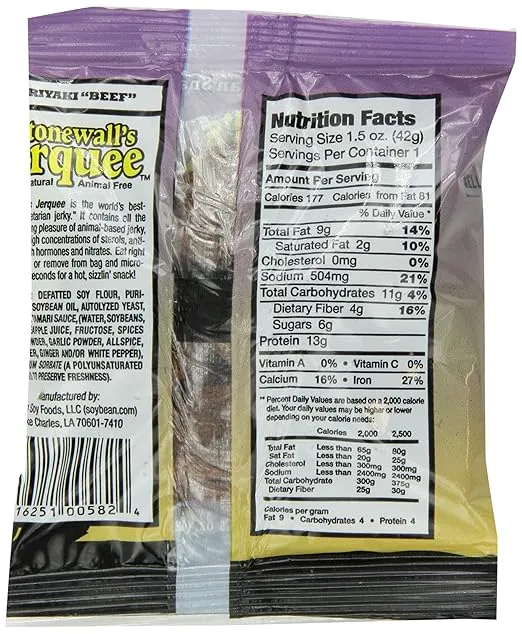 RIYAKI "BEEF"
tonewall's
rquee TM
atural Animal Free
Jerquee is the world's best-
etarian jerky." It contains all the
ng pleasure of animal-based jerky,
igh concentrations of sterols, anti-
h hormones and nitrates. Eat right
or remove from bag and micro-
econds for a hot, sizzlin' snack!
DEFATTED SOY FLOUR, PURI-
SOYBEAN OIL, AUTOLYZED YEAST,
TAMARI SAUCE, (WATER, SOYBEANS,
APPLE JUICE, FRUCTOSE, SPICES
WDER, GARLIC POWDER, ALLSPICE,
ER, GINGER AND/OR WHITE PEPPER),
UM SORBATE (A POLYUNSATURATED
TO PRESERVE FRESHNESS).
anufactured by:
Soy Foods, LLC (soybean.com)
ke Charles, LA 70601-7410
16251 00582 4
Nutrition Facts
Serving Size 1.5 oz. (42g)
Servings Per Container 1
Amount Per Serving
Calories 177 Calories from Fat 81
% Daily Value *
Total Fat 9g 14%
Saturated Fat 2g 10%
Cholesterol 0mg 0%
Sodium 504mg 21%
Total Carbohydrates 11g 4%
Dietary Fiber 4g 16%
Sugars 6g
Protein 13g
Vitamin A 0% • Vitamin C 0%
Calcium 16% • Iron 27%
** Percent Daily Values are based on a 2,000 calorie
diet. Your daily values may be higher or lower
depending on your calorie needs:
Calories 2,000 2,500
Total Fat Less than 65g 80g
Sat Fat Less than 20g 25g
Cholesterol Less than 300mg 300mg
Sodium Less than 2400mg 2400mg
Total Carbohydrate 300g 375g
Dietary Fiber 25g 30g
Calories per gram
Fat 9 • Carbohydrates 4 • Protein 4